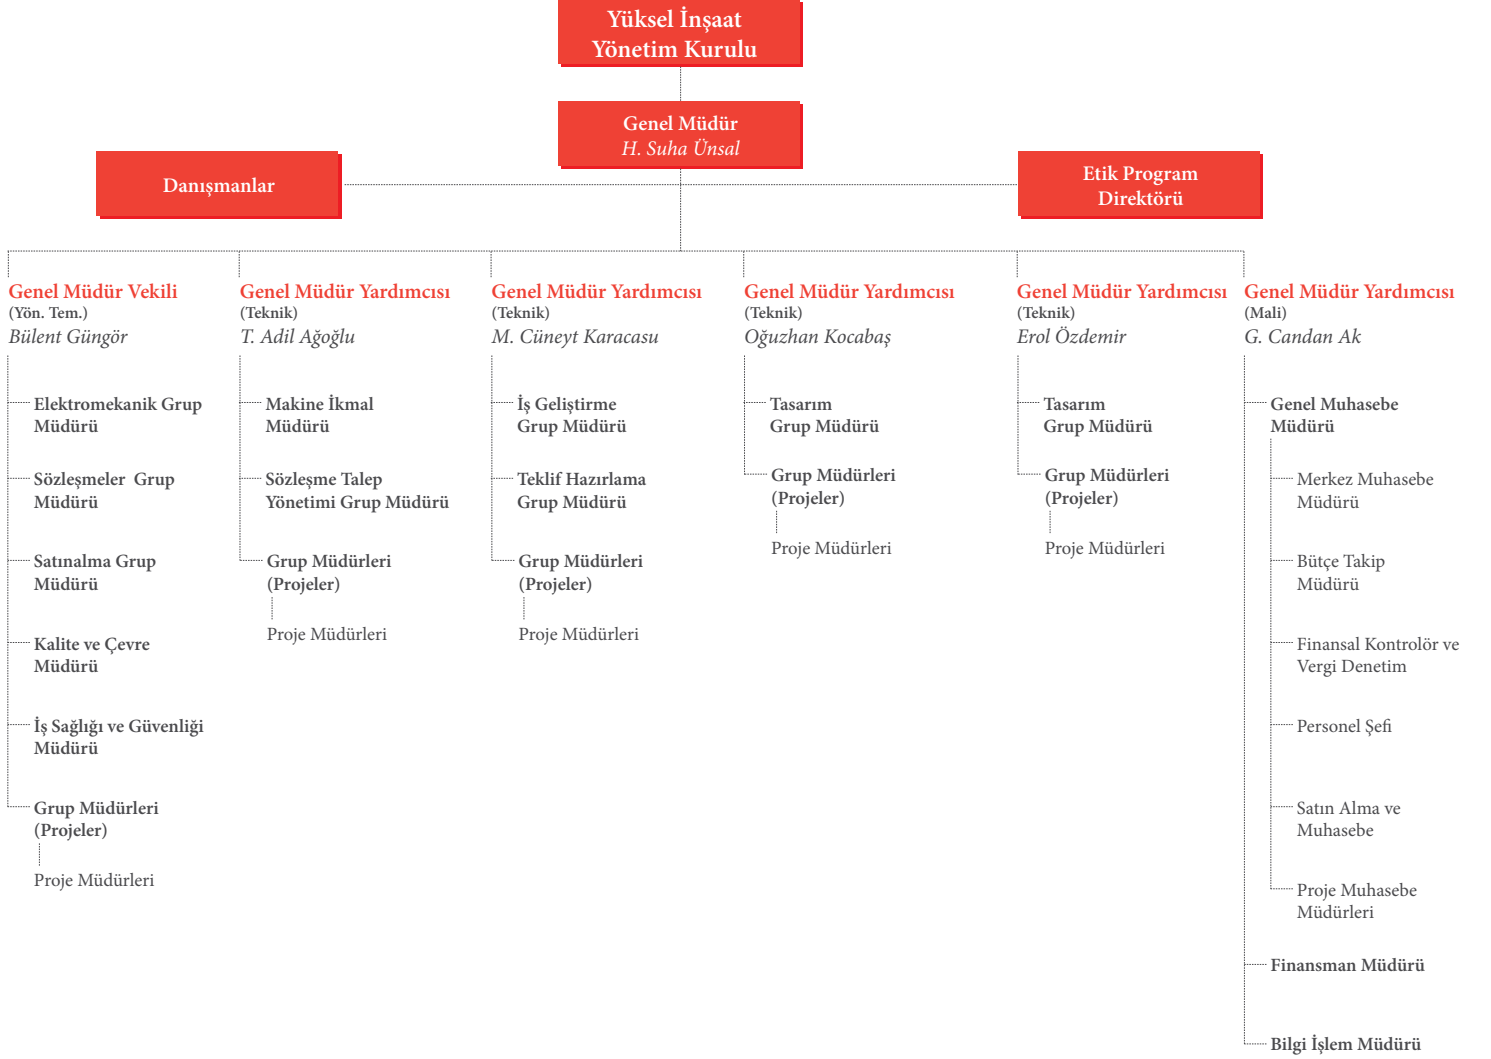 Yüksel İnşaat
Yönetim Kurulu
Genel Müdür
H. Suha Ünsal
Danışmanlar
Etik Program
Direktörü
Genel Müdür Vekili
(Yön. Tem.)
Bülent Güngör
Elektromekanik Grup
Müdürü
Sözleşmeler Grup
Müdürü
Satınalma Grup
Müdürü
Kalite ve Çevre
Müdürü
İş Sağlığı ve Güvenliği
Müdürü
Grup Müdürleri
(Projeler)
Proje Müdürleri
Genel Müdür Yardımcısı
(Teknik)
T. Adil Ağoğlu
Makine İkmal
Müdürü
Sözleşme Talep
Yönetimi Grup Müdürü
Grup Müdürleri
(Projeler)
Proje Müdürleri
Genel Müdür Yardımcısı
(Teknik)
M. Cüneyt Karacasu
İş Geliştirme
Grup Müdürü
Teklif Hazırlama
Grup Müdürü
Grup Müdürleri
(Projeler)
Proje Müdürleri
Genel Müdür Yardımcısı
(Teknik)
Oğuzhan Kocabaş
Tasarım
Grup Müdürü
Grup Müdürleri
(Projeler)
Proje Müdürleri
Genel Müdür Yardımcısı
(Teknik)
Erol Özdemir
Tasarım
Grup Müdürü
Grup Müdürleri
(Projeler)
Proje Müdürleri
Genel Müdür Yardımcısı
(Mali)
G. Candan Ak
Genel Muhasebe
Müdürü
Merkez Muhasebe
Müdürü
Bütçe Takip
Müdürü
Finansal Kontrolör ve
Vergi Denetim
Personel Şefi
Satın Alma ve
Muhasebe
Proje Muhasebe
Müdürleri
Finansman Müdürü
Bilgi İşlem Müdürü